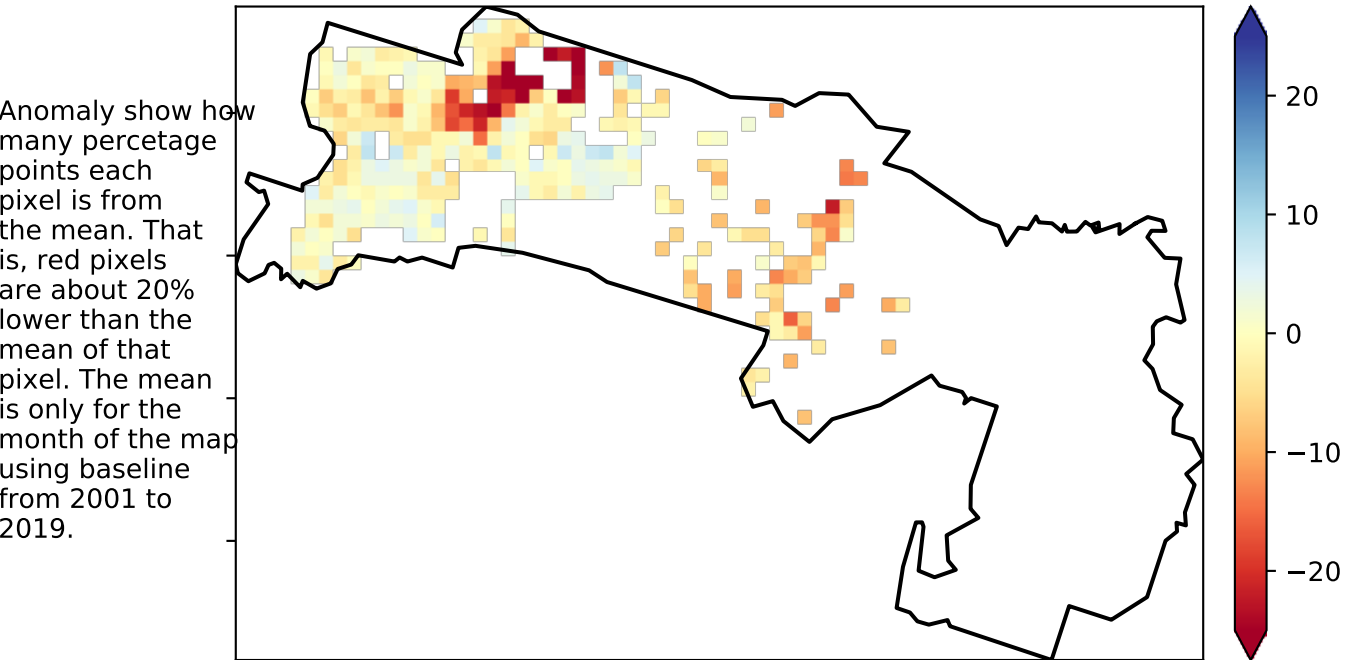 Anomaly show how
many percetage
points each
pixel is from
the mean. That
is, red pixels
are about 20%
lower than the
mean of that
pixel. The mean
is only for the
month of the map
using baseline
from 2001 to
2019.
20
10
0
−10
−20